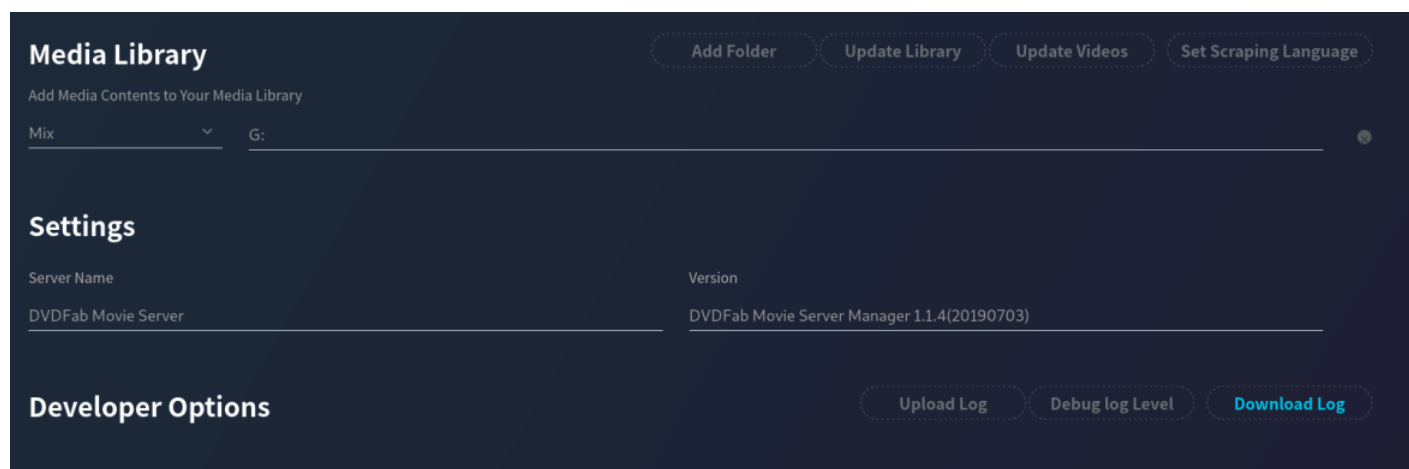 Media Library
Add Folder
Update Library
Update Videos
Set Scraping Language
Add Media Contents to Your Media Library
Mix
G:
Settings
Server Name
Version
DVDFab Movie Server
DVDFab Movie Server Manager 1.1.4(20190703)
Developer Options
Upload Log
Debug log Level
Download Log